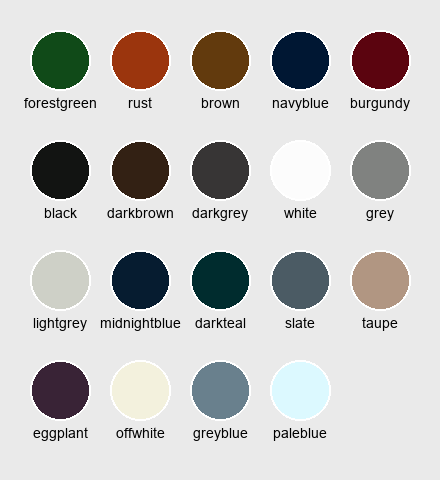 forestgreen rust brown navyblue burgundy
black darkbrown darkgrey white grey
lightgrey midnightblue darkteal slate taupe
eggplant offwhite greyblue paleblue